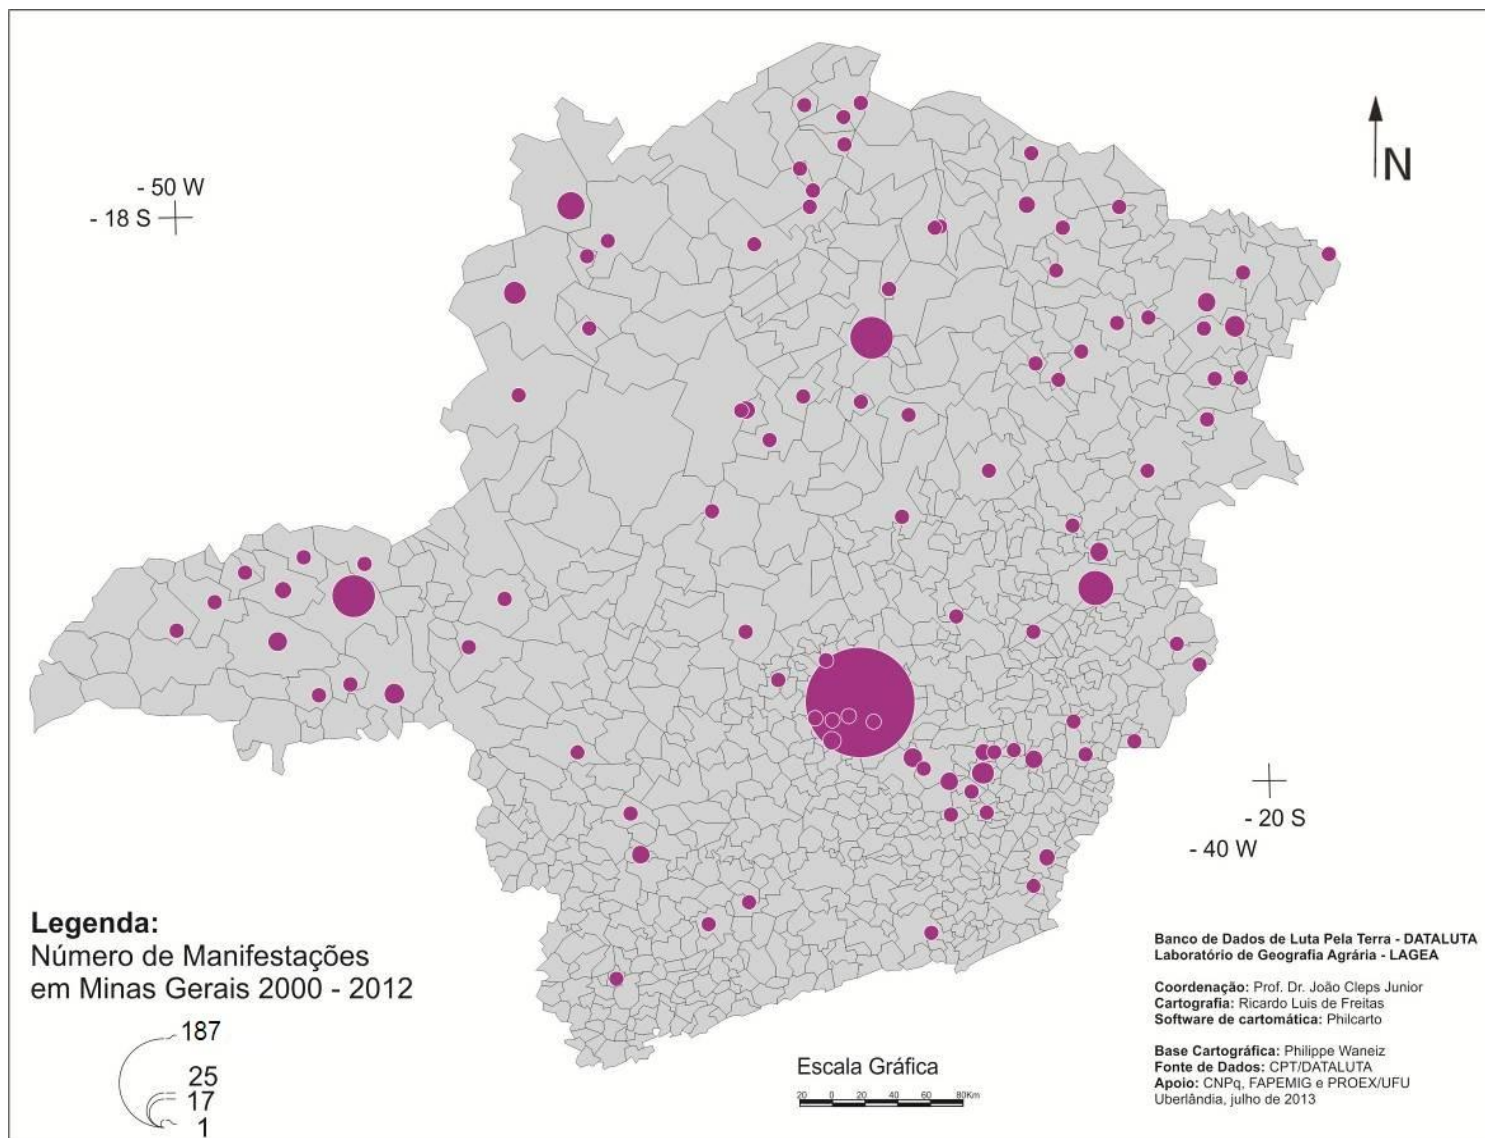 - 50 W
- 18 S
N
- 20 S
- 40 W
Legenda:
Número de Manifestações
em Minas Gerais 2000 - 2012
187
25
17
1
Escala Gráfica
20 0 20 40 60 80Km
Banco de Dados de Luta Pela Terra - DATALUTA
Laboratório de Geografia Agrária - LAGEA
Coordenação: Prof. Dr. João Cleps Junior
Cartografia: Ricardo Luis de Freitas
Software de cartomática: Philcarto
Base Cartográfica: Philippe Waneiz
Fonte de Dados: CPT/DATALUTA
Apoio: CNPq, FAPEMIG e PROEX/UFU
Uberlândia, julho de 2013